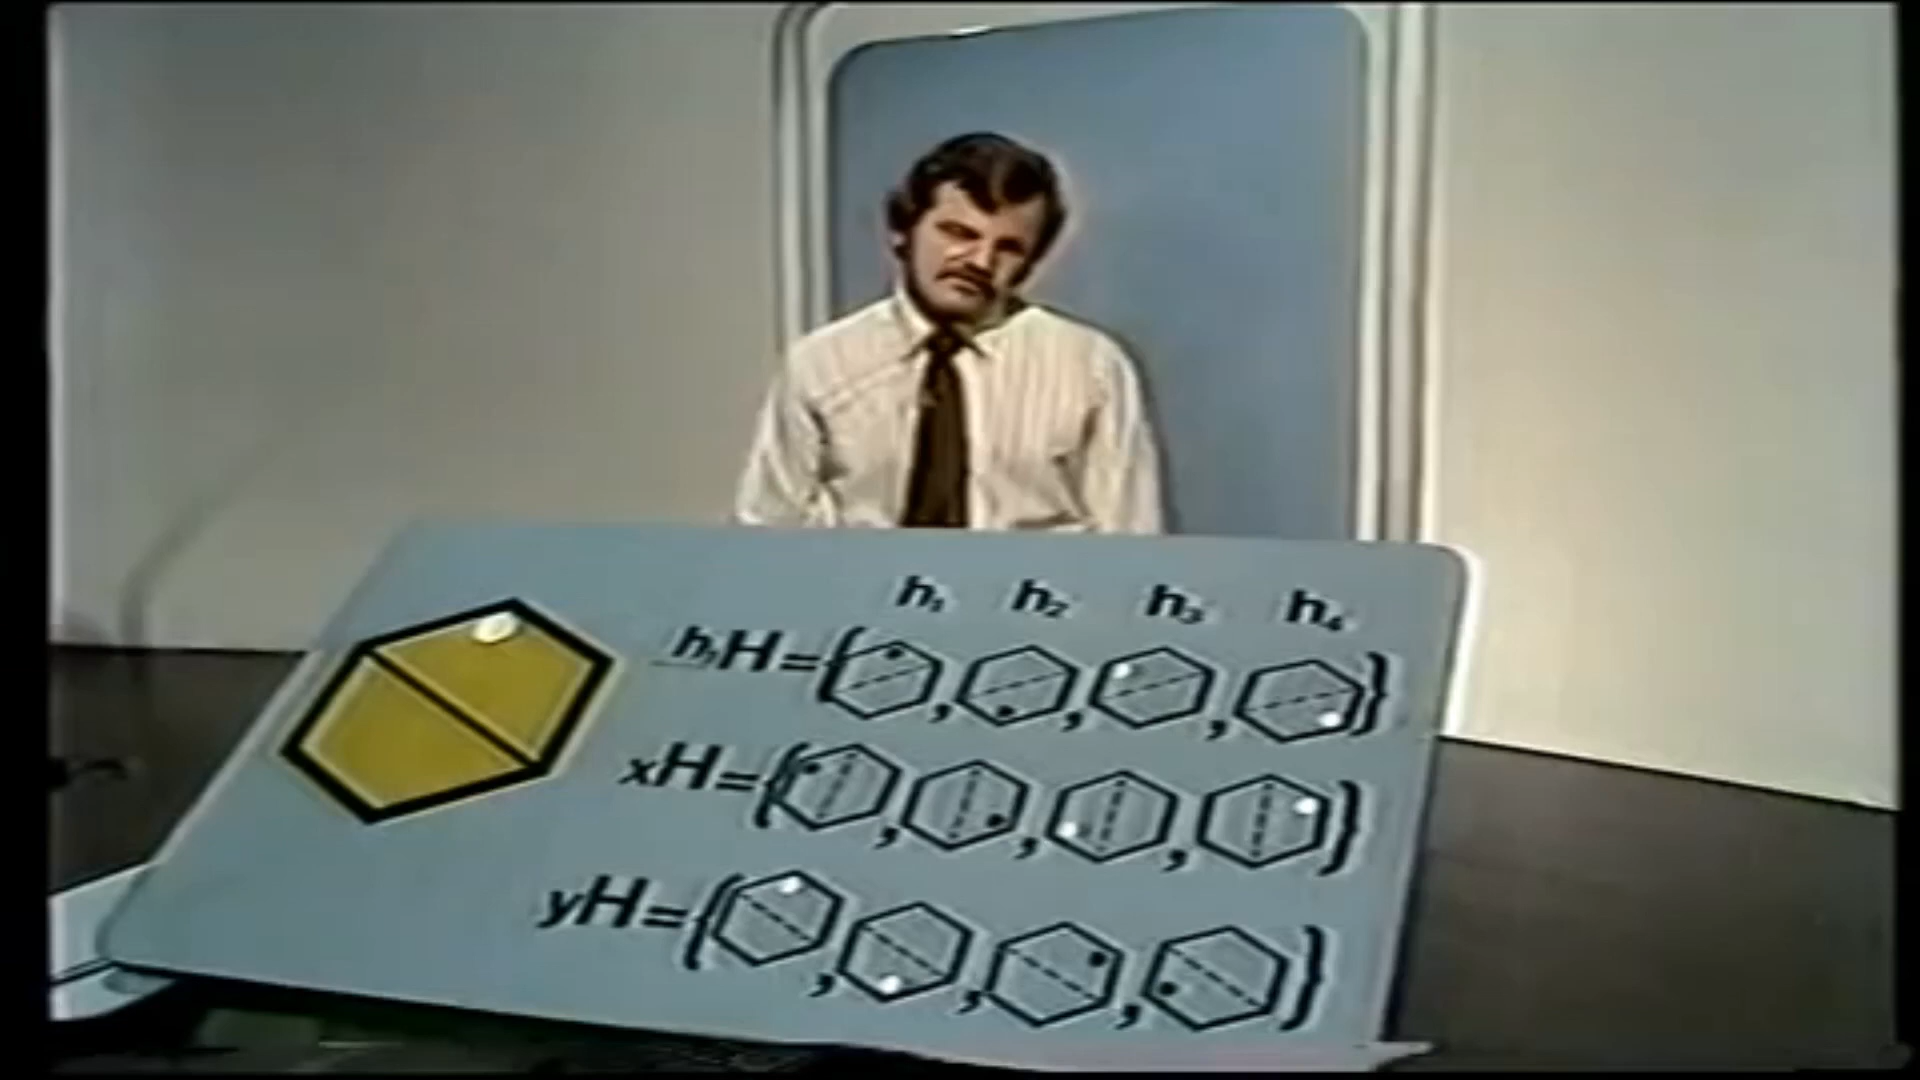 h₁ h₂ h₃ h₄
h₁H={ , , , }
xH={ , , , }
yH={ , , , }